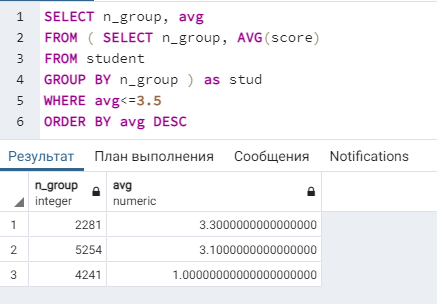 1 SELECT n_group, avg
2 FROM ( SELECT n_group, AVG(score)
3 FROM student
4 GROUP BY n_group ) as stud
5 WHERE avg<=3.5
6 ORDER BY avg DESC
Результат План выполнения Сообщения Notifications
n_group avg
integer numeric
1 2281 3.3000000000000000
2 5254 3.1000000000000000
3 4241 1.00000000000000000000